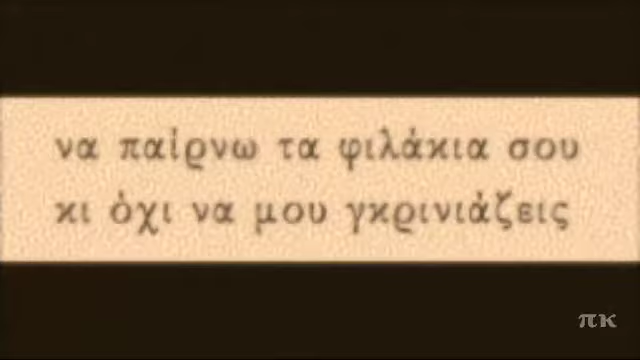 να παίρνω τα φιλάκια σου
κι όχι να μου γκρινιάζεις
πκ